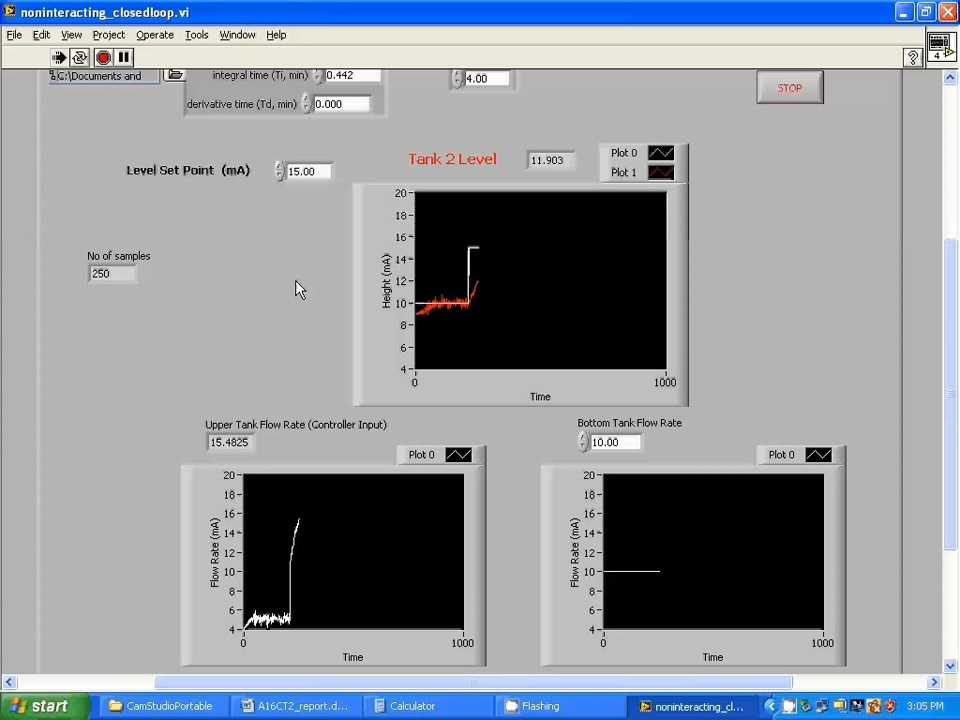 noninteracting_closedloop.vi
File Edit View Project Operate Tools Window Help
4
C:\Documents and
integral time (Ti, min) 0.442
4.00
STOP
derivative time (Td, min) 0.000
Level Set Point (mA) 15.00
Tank 2 Level 11.903
Plot 0
Plot 1
No of samples
250
20
18
16
14
12
10
8
6
4
Height (mA)
0 1000
Time
Upper Tank Flow Rate (Controller Input)
15.4825
Plot 0
20
18
16
14
12
10
8
6
4
Flow Rate (mA)
0 1000
Time
Bottom Tank Flow Rate
10.00
Plot 0
20
18
16
14
12
10
8
6
4
Flow Rate (mA)
0 1000
Time
start CamStudioPortable A16CT2_report.d... Calculator Flashing noninteracting_cl... 3:05 PM